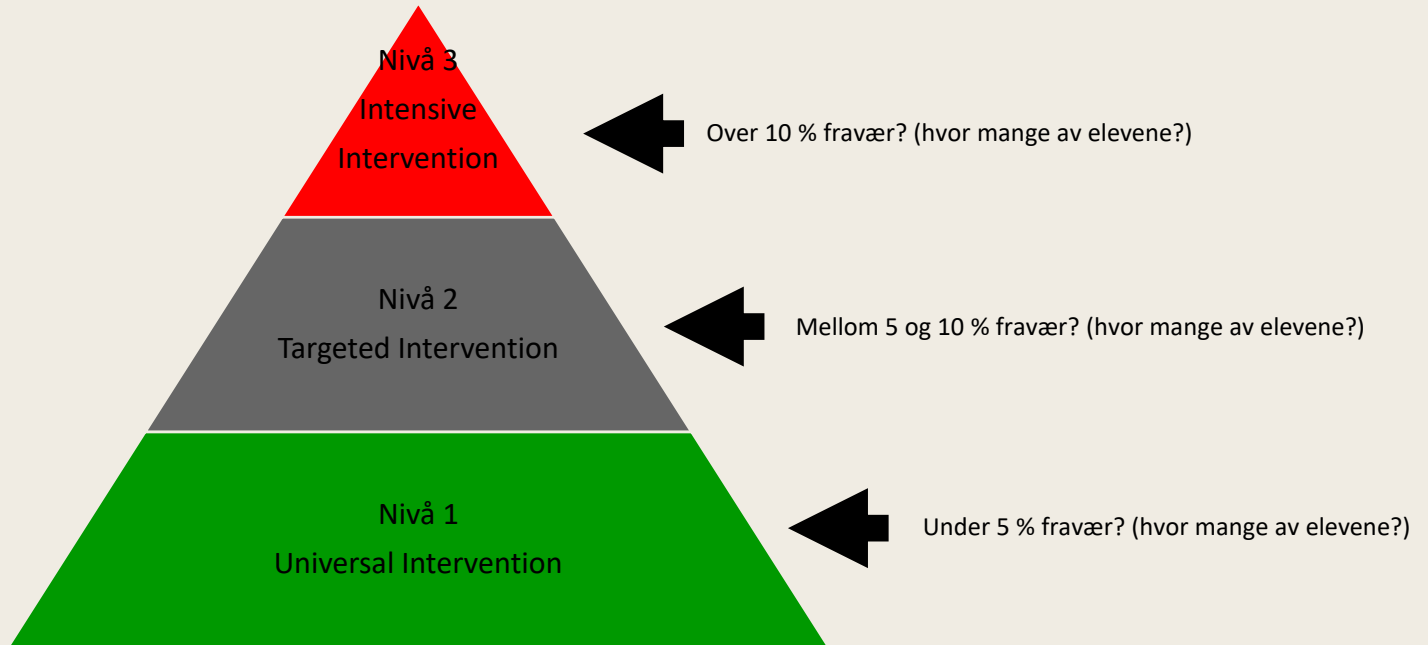 Nivå 3
Intensive
Intervention
Over 10 % fravær? (hvor mange av elevene?)
Nivå 2
Targeted Intervention
Mellom 5 og 10 % fravær? (hvor mange av elevene?)
Nivå 1
Universal Intervention
Under 5 % fravær? (hvor mange av elevene?)